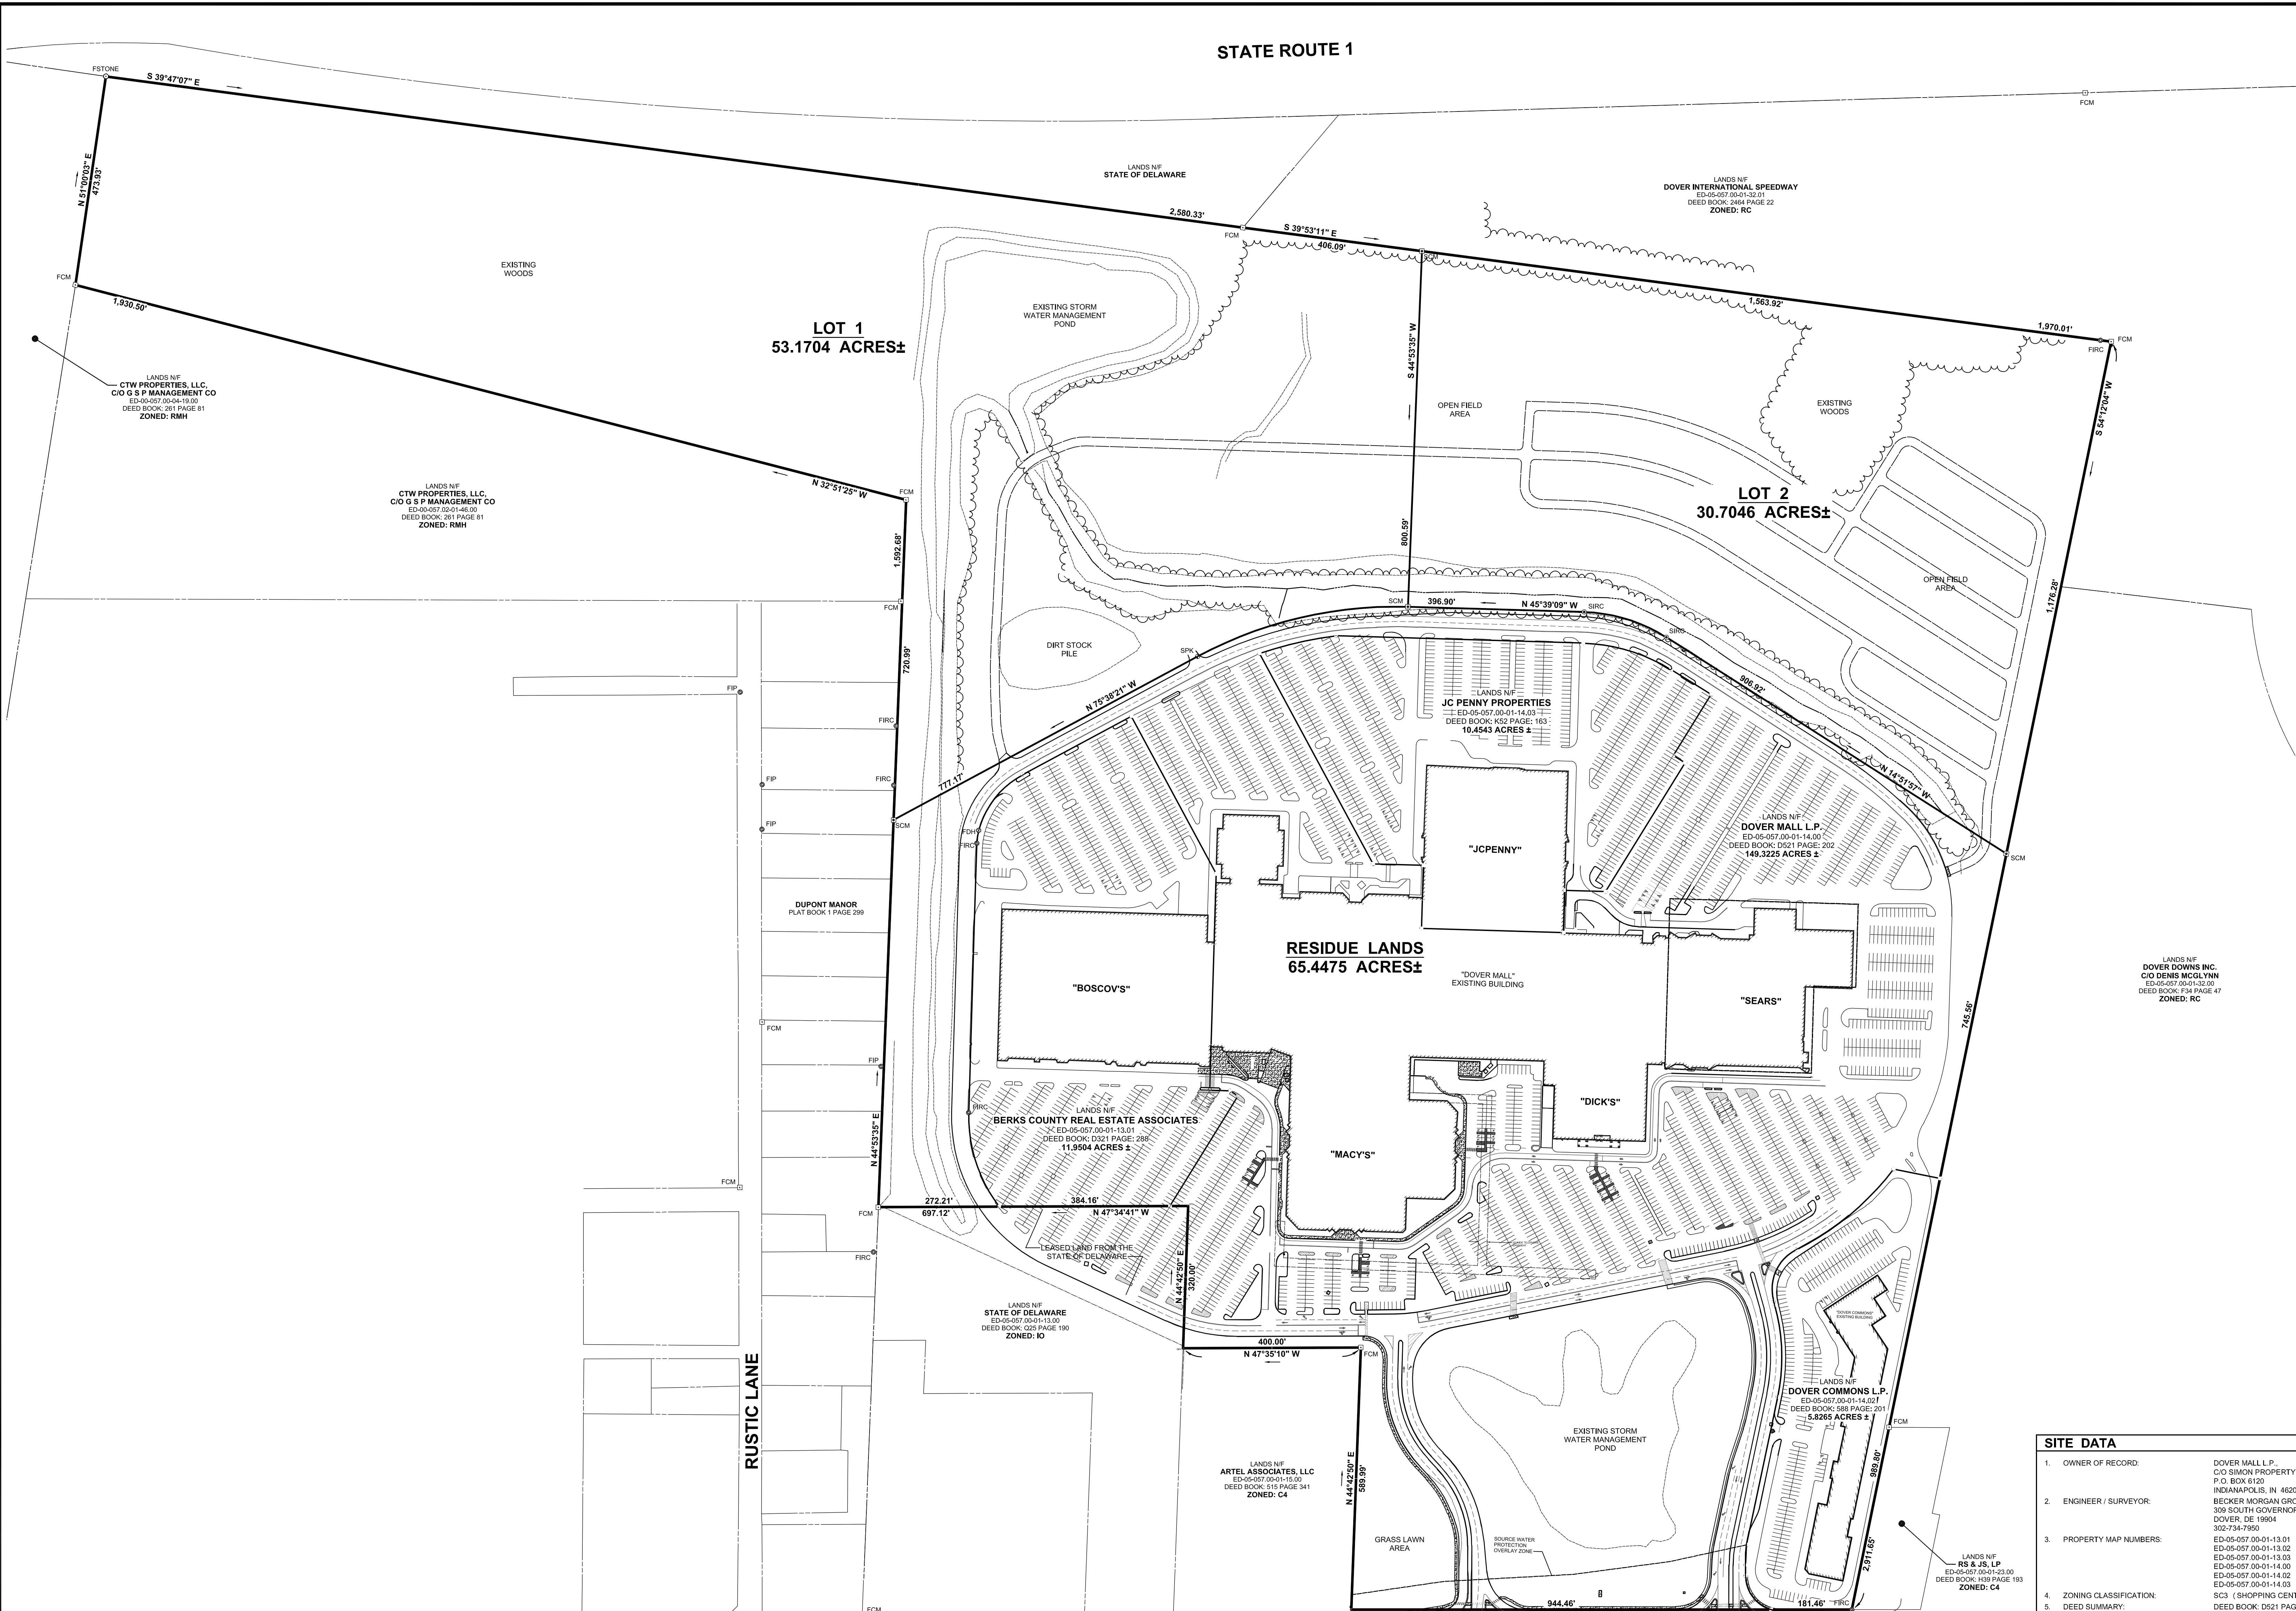 STATE ROUTE 1
FSTONE
S 39°47'07" E
FCM
N 51°00'03" E
473.93'
LANDS N/F
STATE OF DELAWARE
LANDS N/F
DOVER INTERNATIONAL SPEEDWAY
ED-05-057.00-01-32.01
DEED BOOK: 2464 PAGE 22
ZONED: RC
2,580.33'
FCM
S 39°53'11" E
406.09'
SCM
EXISTING
WOODS
FCM
1,930.50'
EXISTING STORM
WATER MANAGEMENT
POND
1,563.92'
1,970.01'
FIRC
FCM
LOT 1
53.1704 ACRES±
S 44°53'35" W
800.59'
LANDS N/F
CTW PROPERTIES, LLC,
C/O G S P MANAGEMENT CO
ED-00-057.00-04-19.00
DEED BOOK: 261 PAGE 81
ZONED: RMH
OPEN FIELD
AREA
EXISTING
WOODS
S 54°12'04" W
1,176.28'
LANDS N/F
CTW PROPERTIES, LLC,
C/O G S P MANAGEMENT CO
ED-00-057.02-01-46.00
DEED BOOK: 261 PAGE 81
ZONED: RMH
N 32°51'25" W
FCM
LOT 2
30.7046 ACRES±
1,592.68'
OPEN FIELD
AREA
FCM
SCM
396.90'
N 45°39'09" W
SIRC
SIRC
720.99'
DIRT STOCK
PILE
SPK
N 75°38'21" W
906.92'
FIP
FIRC
LANDS N/F
JC PENNY PROPERTIES
ED-05-057.00-01-14.03
DEED BOOK: K52 PAGE: 163
10.4543 ACRES ±
FIP
FIRC
777.17'
N 14°51'57" W
FIP
SCM
FDH
FIRC
LANDS N/F
DOVER MALL L.P.
ED-05-057.00-01-14.00
DEED BOOK: D521 PAGE: 202
149.3225 ACRES ±
SCM
"JCPENNY"
DUPONT MANOR
PLAT BOOK 1 PAGE 299
RESIDUE LANDS
65.4475 ACRES±
"DOVER MALL"
EXISTING BUILDING
"BOSCOV'S"
"SEARS"
LANDS N/F
DOVER DOWNS INC.
C/O DENIS MCGLYNN
ED-05-057.00-01-32.00
DEED BOOK: F34 PAGE 47
ZONED: RC
745.56'
FCM
FIP
FIRC
LANDS N/F
BERKS COUNTY REAL ESTATE ASSOCIATES
ED-05-057.00-01-13.01
DEED BOOK: D321 PAGE: 288
11.9504 ACRES ±
"DICK'S"
"MACY'S"
N 44°53'35" E
FCM
FCM
272.21'
697.12'
384.16'
N 47°34'41" W
FIRC
LEASED LAND FROM THE
STATE OF DELAWARE
N 44°42'50" E
320.00'
LANDS N/F
STATE OF DELAWARE
ED-05-057.00-01-13.00
DEED BOOK: Q25 PAGE 190
ZONED: IO
400.00'
N 47°35'10" W
FCM
"DOVER COMMONS"
EXISTING BUILDING
RUSTIC LANE
LANDS N/F
DOVER COMMONS L.P.
ED-05-057.00-01-14.02
DEED BOOK: 588 PAGE: 201
5.8265 ACRES ±
FCM
EXISTING STORM
WATER MANAGEMENT
POND
989.80'
LANDS N/F
ARTEL ASSOCIATES, LLC
ED-05-057.00-01-15.00
DEED BOOK: 515 PAGE 341
ZONED: C4
N 44°42'50" E
589.99'
GRASS LAWN
AREA
SOURCE WATER
PROTECTION
OVERLAY ZONE
2,911.65'
LANDS N/F
RS & JS, LP
ED-05-057.00-01-23.00
DEED BOOK: H39 PAGE 193
ZONED: C4
944.46'
181.46'
FIRC
FCM
SITE DATA
1. OWNER OF RECORD: DOVER MALL L.P.,
C/O SIMON PROPERTY
P.O. BOX 6120
INDIANAPOLIS, IN 4620
2. ENGINEER / SURVEYOR: BECKER MORGAN GRO
309 SOUTH GOVERNOR
DOVER, DE 19904
302-734-7950
3. PROPERTY MAP NUMBERS: ED-05-057.00-01-13.01
ED-05-057.00-01-13.02
ED-05-057.00-01-13.03
ED-05-057.00-01-14.00
ED-05-057.00-01-14.02
ED-05-057.00-01-14.03
4. ZONING CLASSIFICATION: SC3 ( SHOPPING CENT
5. DEED SUMMARY: DEED BOOK: D521 PAG